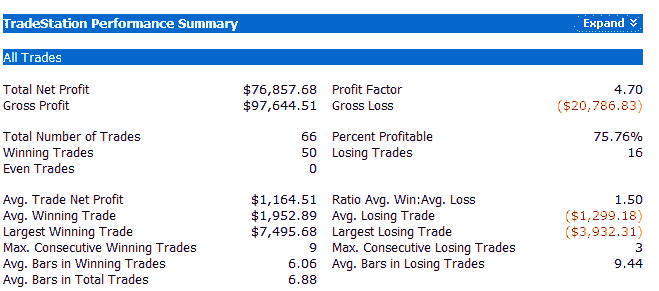 TradeStation Performance Summary Expand
All Trades
Total Net Profit $76,857.68 Profit Factor 4.70
Gross Profit $97,644.51 Gross Loss ($20,786.83)
Total Number of Trades 66 Percent Profitable 75.76%
Winning Trades 50 Losing Trades 16
Even Trades 0
Avg. Trade Net Profit $1,164.51 Ratio Avg. Win:Avg. Loss 1.50
Avg. Winning Trade $1,952.89 Avg. Losing Trade ($1,299.18)
Largest Winning Trade $7,495.68 Largest Losing Trade ($3,932.31)
Max. Consecutive Winning Trades 9 Max. Consecutive Losing Trades 3
Avg. Bars in Winning Trades 6.06 Avg. Bars in Losing Trades 9.44
Avg. Bars in Total Trades 6.88